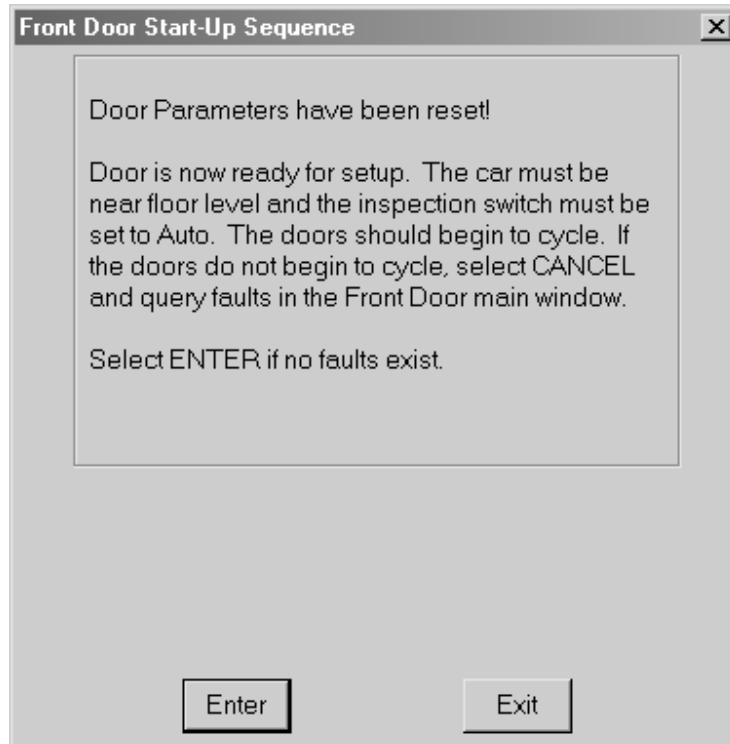 Front Door Start-Up Sequence
Door Parameters have been reset!
Door is now ready for setup.  The car must be
near floor level and the inspection switch must be
set to Auto.  The doors should begin to cycle.  If
the doors do not begin to cycle, select CANCEL
and query faults in the Front Door main window.
Select ENTER if no faults exist.
Enter
Exit